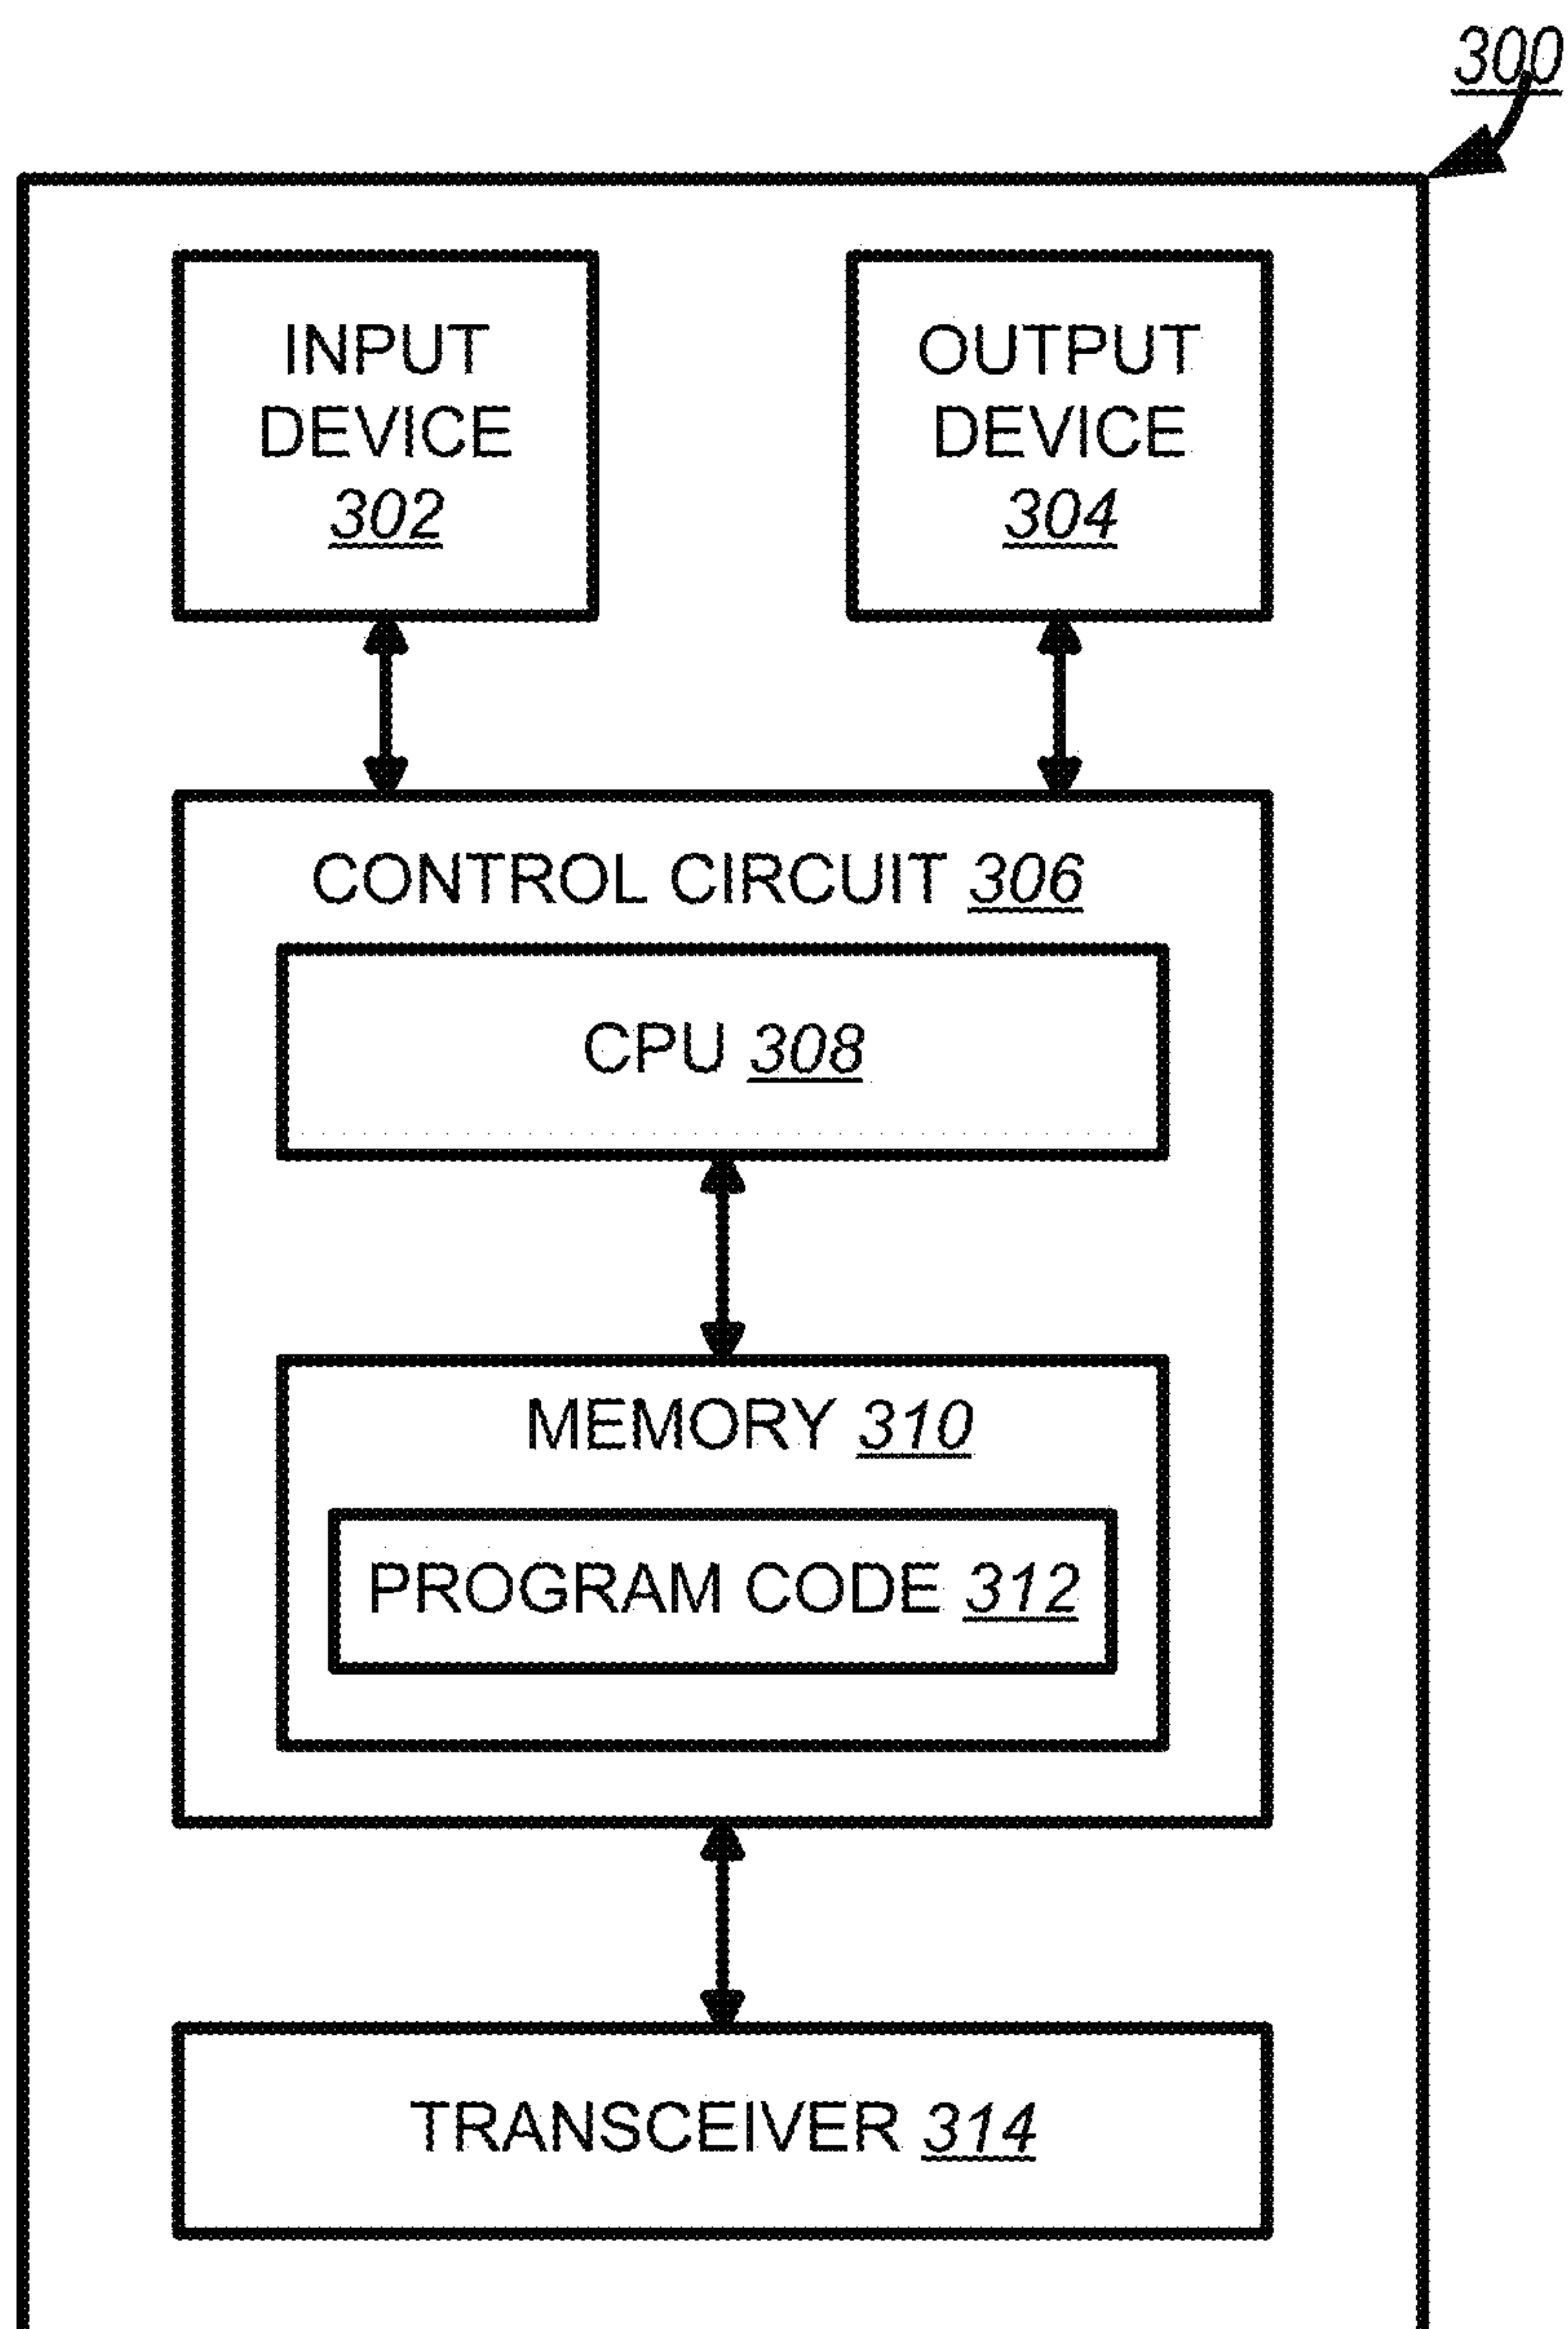 300
INPUT
DEVICE
302
OUTPUT
DEVICE
304
CONTROL CIRCUIT 306
CPU 308
MEMORY 310
PROGRAM CODE 312
TRANSCEIVER 314